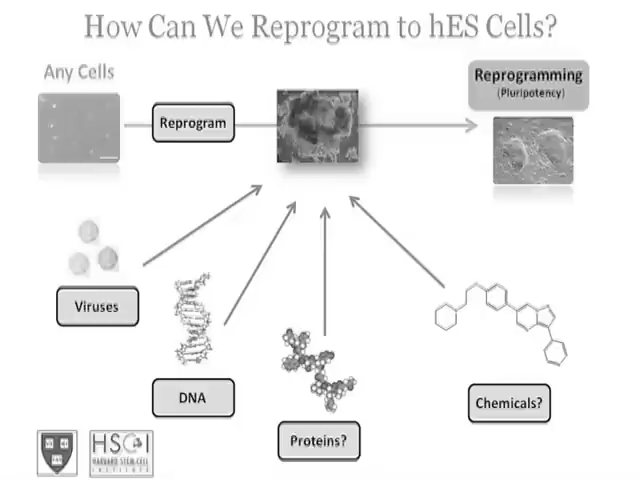 How Can We Reprogram to hES Cells?
Any Cells
Reprogram
Reprogramming
(Pluripotency)
Viruses
DNA
Proteins?
Chemicals?
HSCI
HARVARD STEM CELL
INSTITUTE